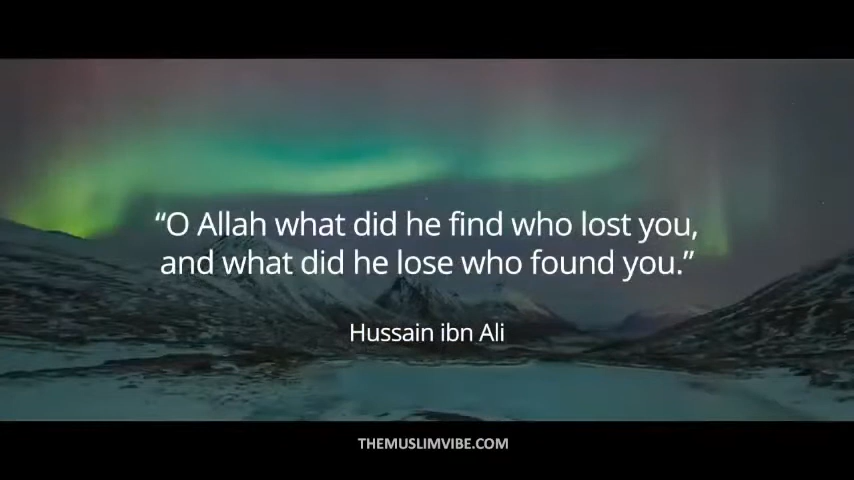 “O Allah what did he find who lost you,
and what did he lose who found you.”
Hussain ibn Ali
THEMUSLIMVIBE.COM